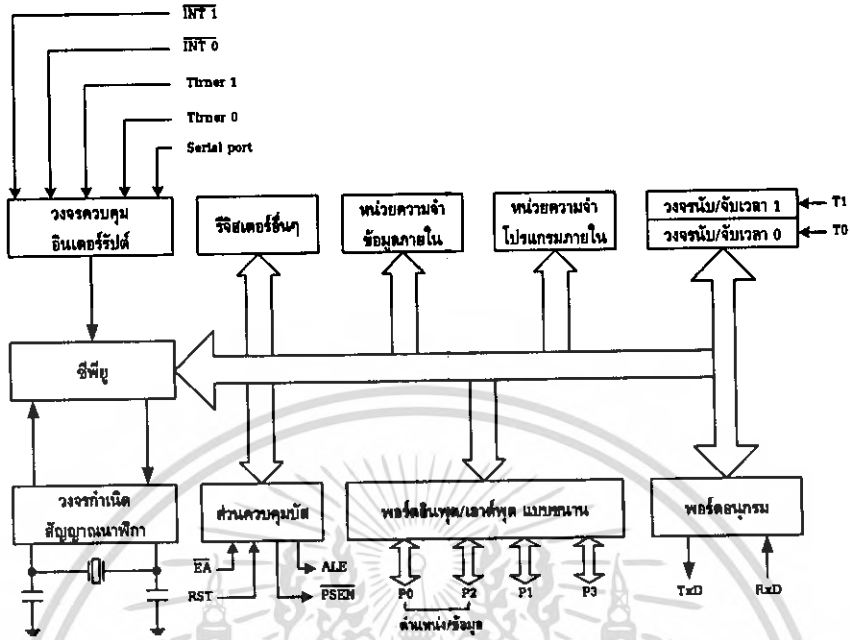 INT 1
INT 0
Timer 1
Timer 0
Serial port
วงจรควบคุม
อินเตอร์รัปต์
รีจิสเตอร์อื่นๆ
หน่วยความจำ
ข้อมูลภายใน
หน่วยความจำ
โปรแกรมภายใน
วงจรนับ/จับเวลา 1
T1
วงจรนับ/จับเวลา 0
T0
ซีพียู
วงจรกำเนิด
สัญญาณนาฬิกา
ส่วนควบคุมบัส
พอร์ตอินพุต/เอาต์พุต แบบขนาน
พอร์ตอนุกรม
EA
ALE
RST
PSEN
P0
P2
P1
P3
TxD
RxD
ตำแหน่ง/ข้อมูล